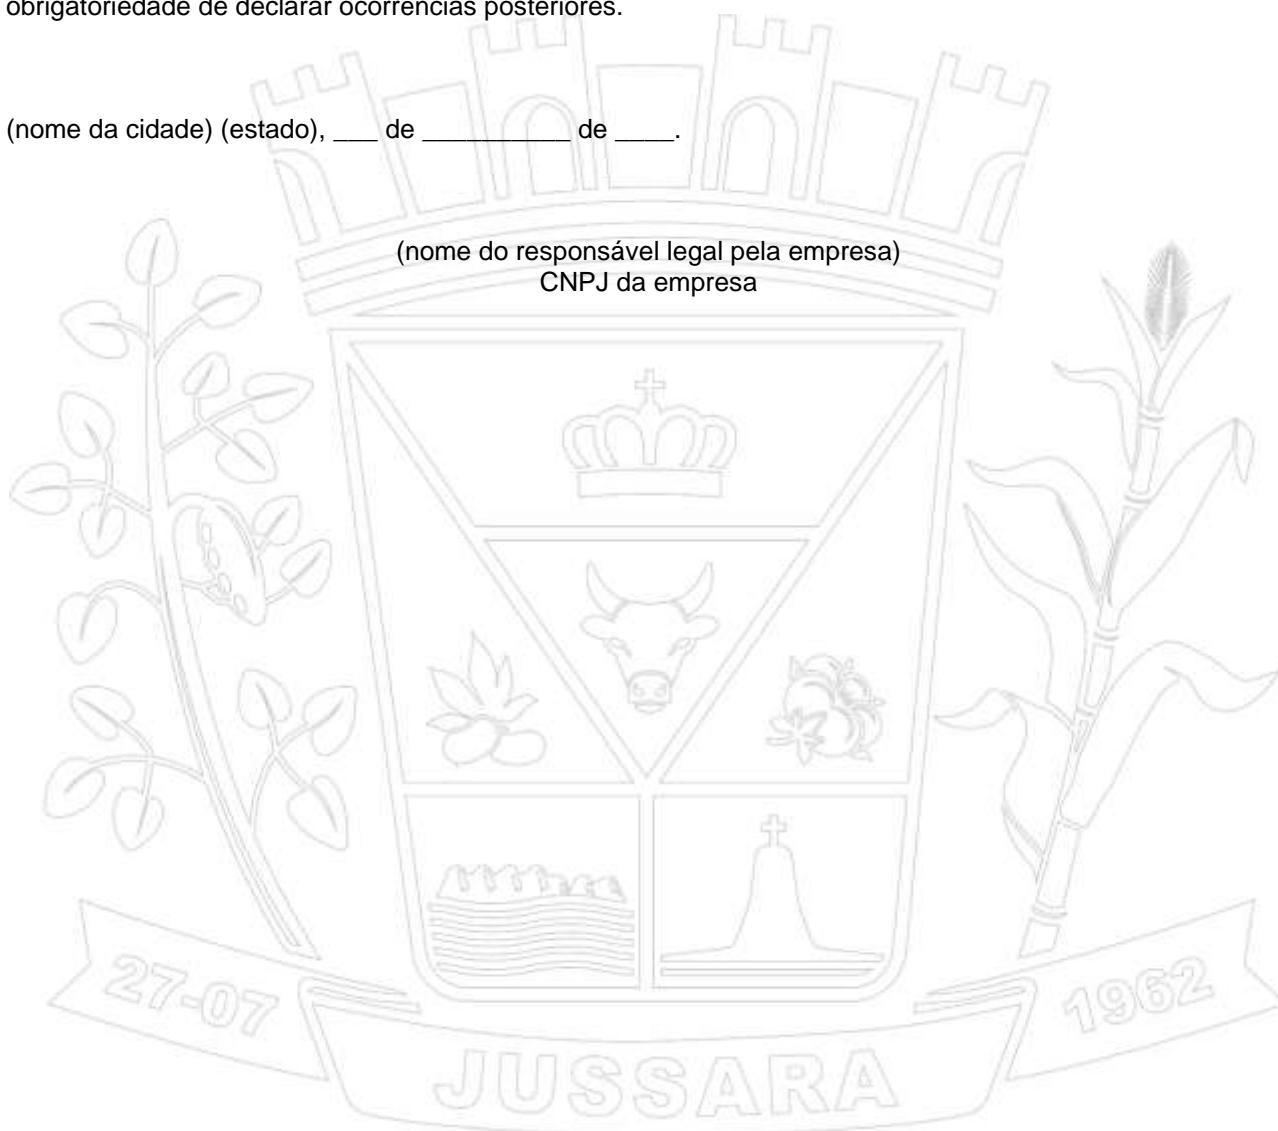 obrigatoriedade de declarar ocorrências posteriores.
(nome da cidade) (estado), ___ de __________ de ____.
(nome do responsável legal pela empresa)
CNPJ da empresa
27-07
1962
JUSSARA